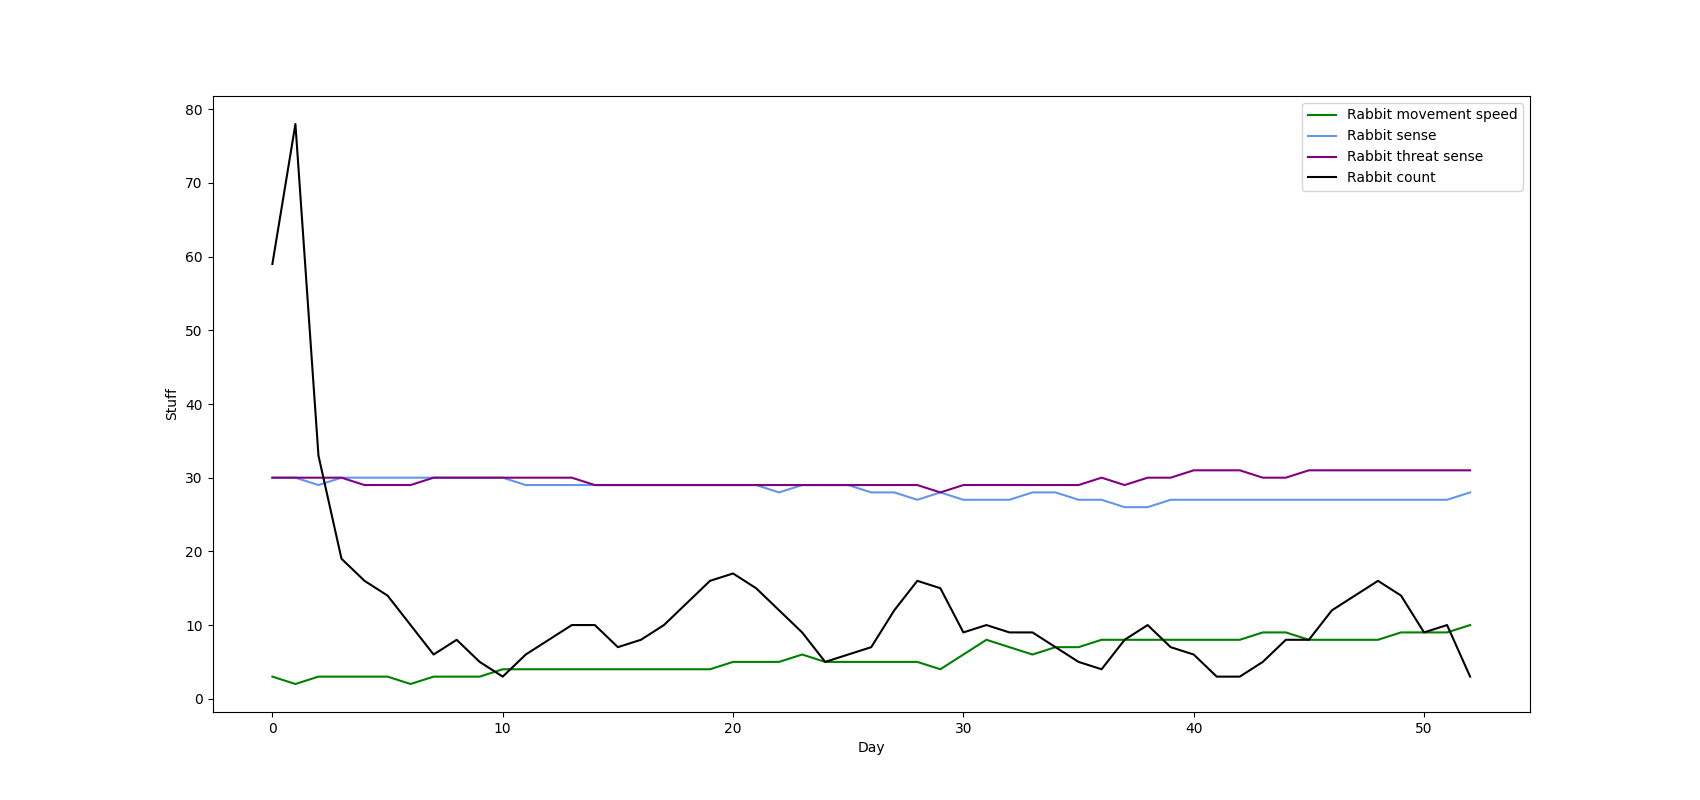 Rabbit movement speed
Rabbit sense
Rabbit threat sense
Rabbit count
80
70
60
50
40
30
20
10
0
Stuff
0 10 20 30 40 50
Day